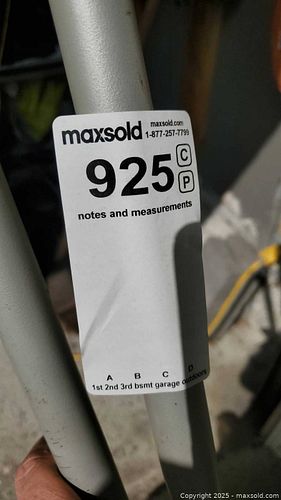 maxsold maxsold.com
1-877-257-7799
925 C
P
notes and measurements
A B C D
1st 2nd 3rd bsmt garage outdoors
Copyright © 2025 - maxsold.com